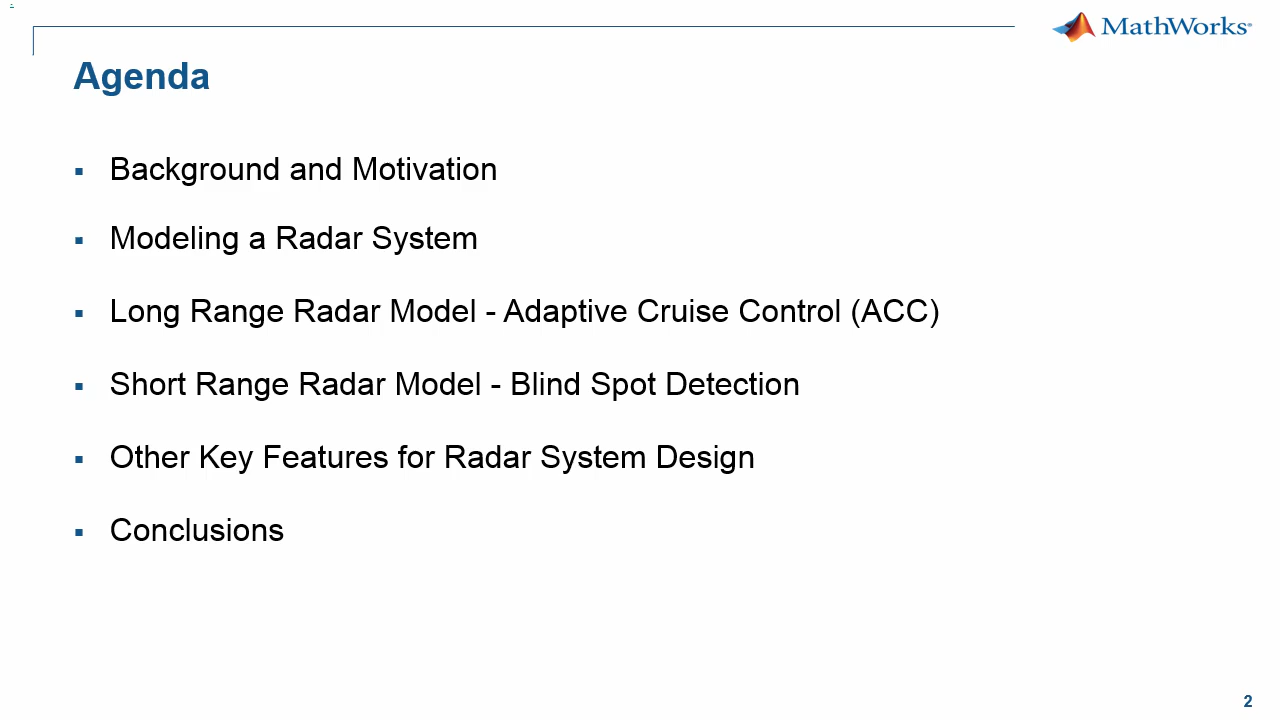 MathWorks®
Agenda
▪ Background and Motivation
▪ Modeling a Radar System
▪ Long Range Radar Model - Adaptive Cruise Control (ACC)
▪ Short Range Radar Model - Blind Spot Detection
▪ Other Key Features for Radar System Design
▪ Conclusions
2